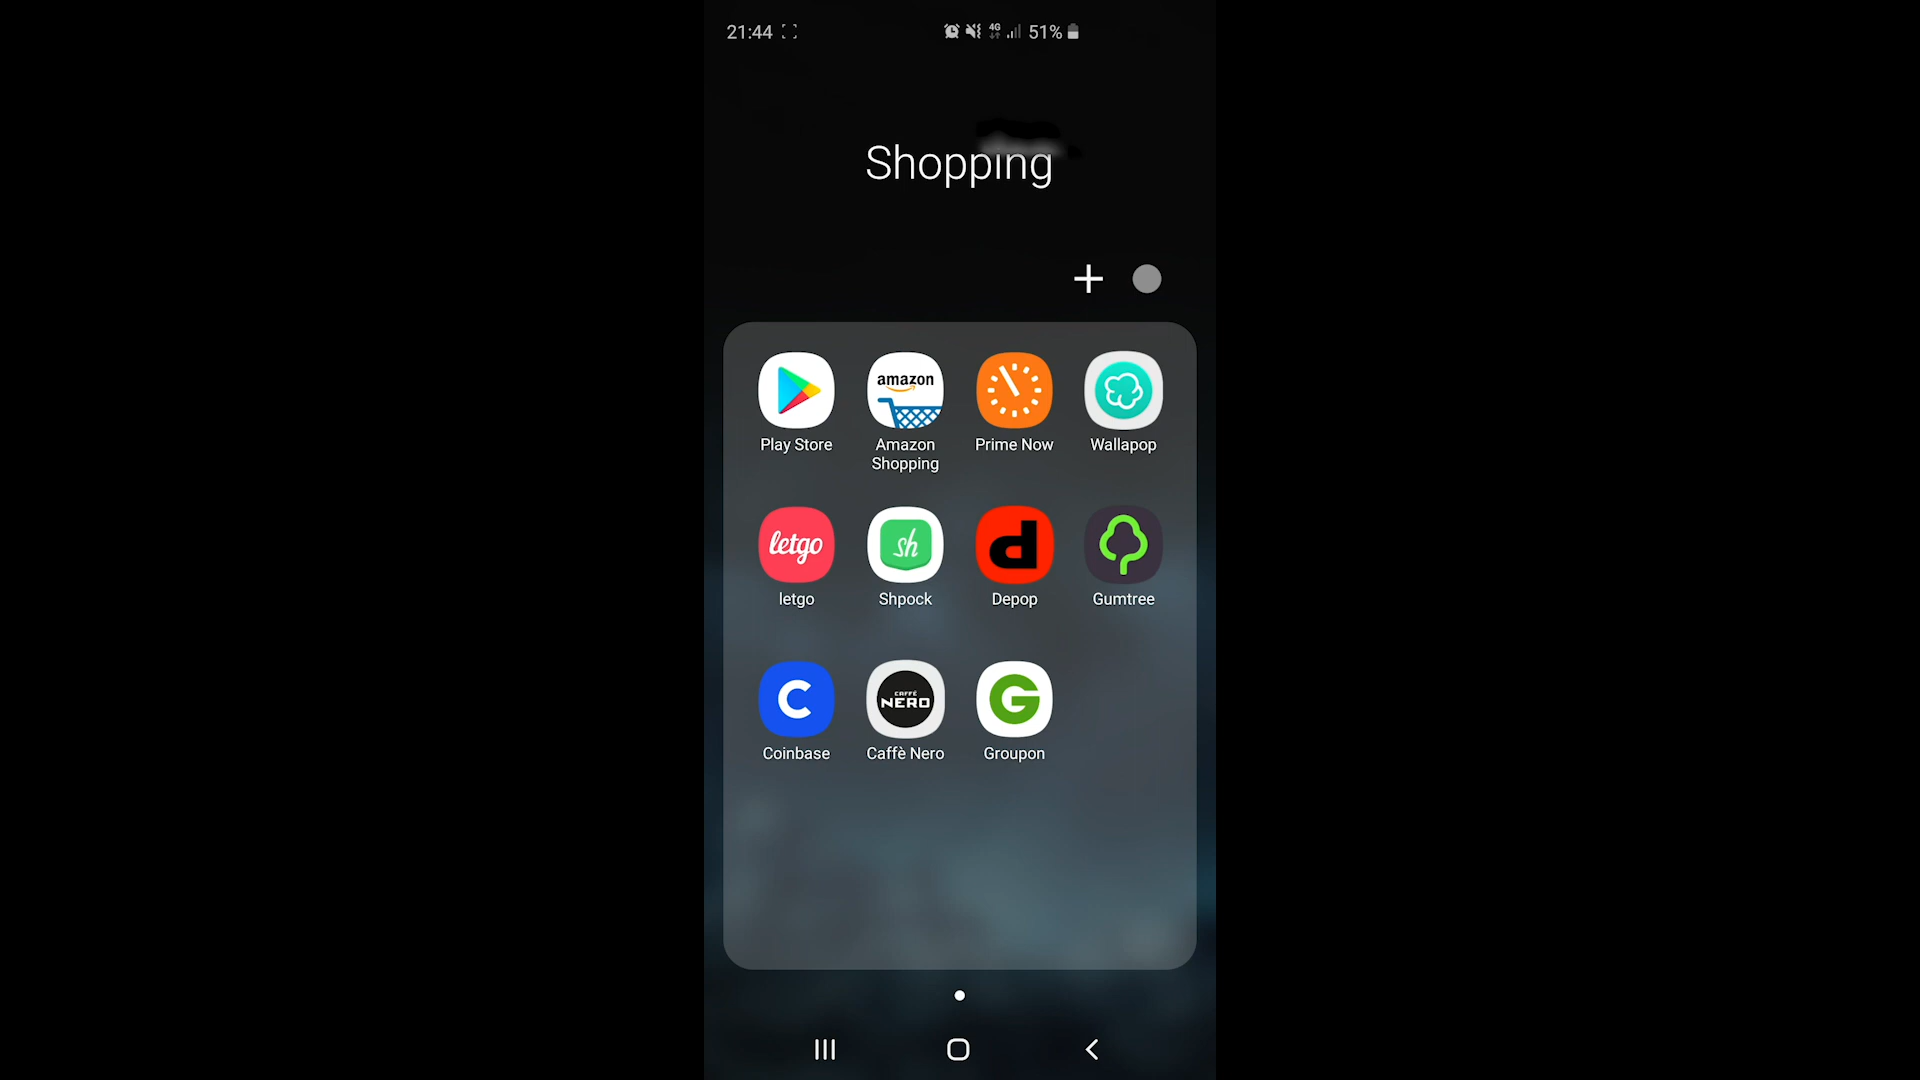 21:44
4G 51%
Shopping
Play Store
amazon
Amazon
Shopping
Prime Now
Wallapop
letgo
letgo
sh
Shpock
d
Depop
Gumtree
C
Coinbase
CAFFÈ
NERO
Caffè Nero
G
Groupon